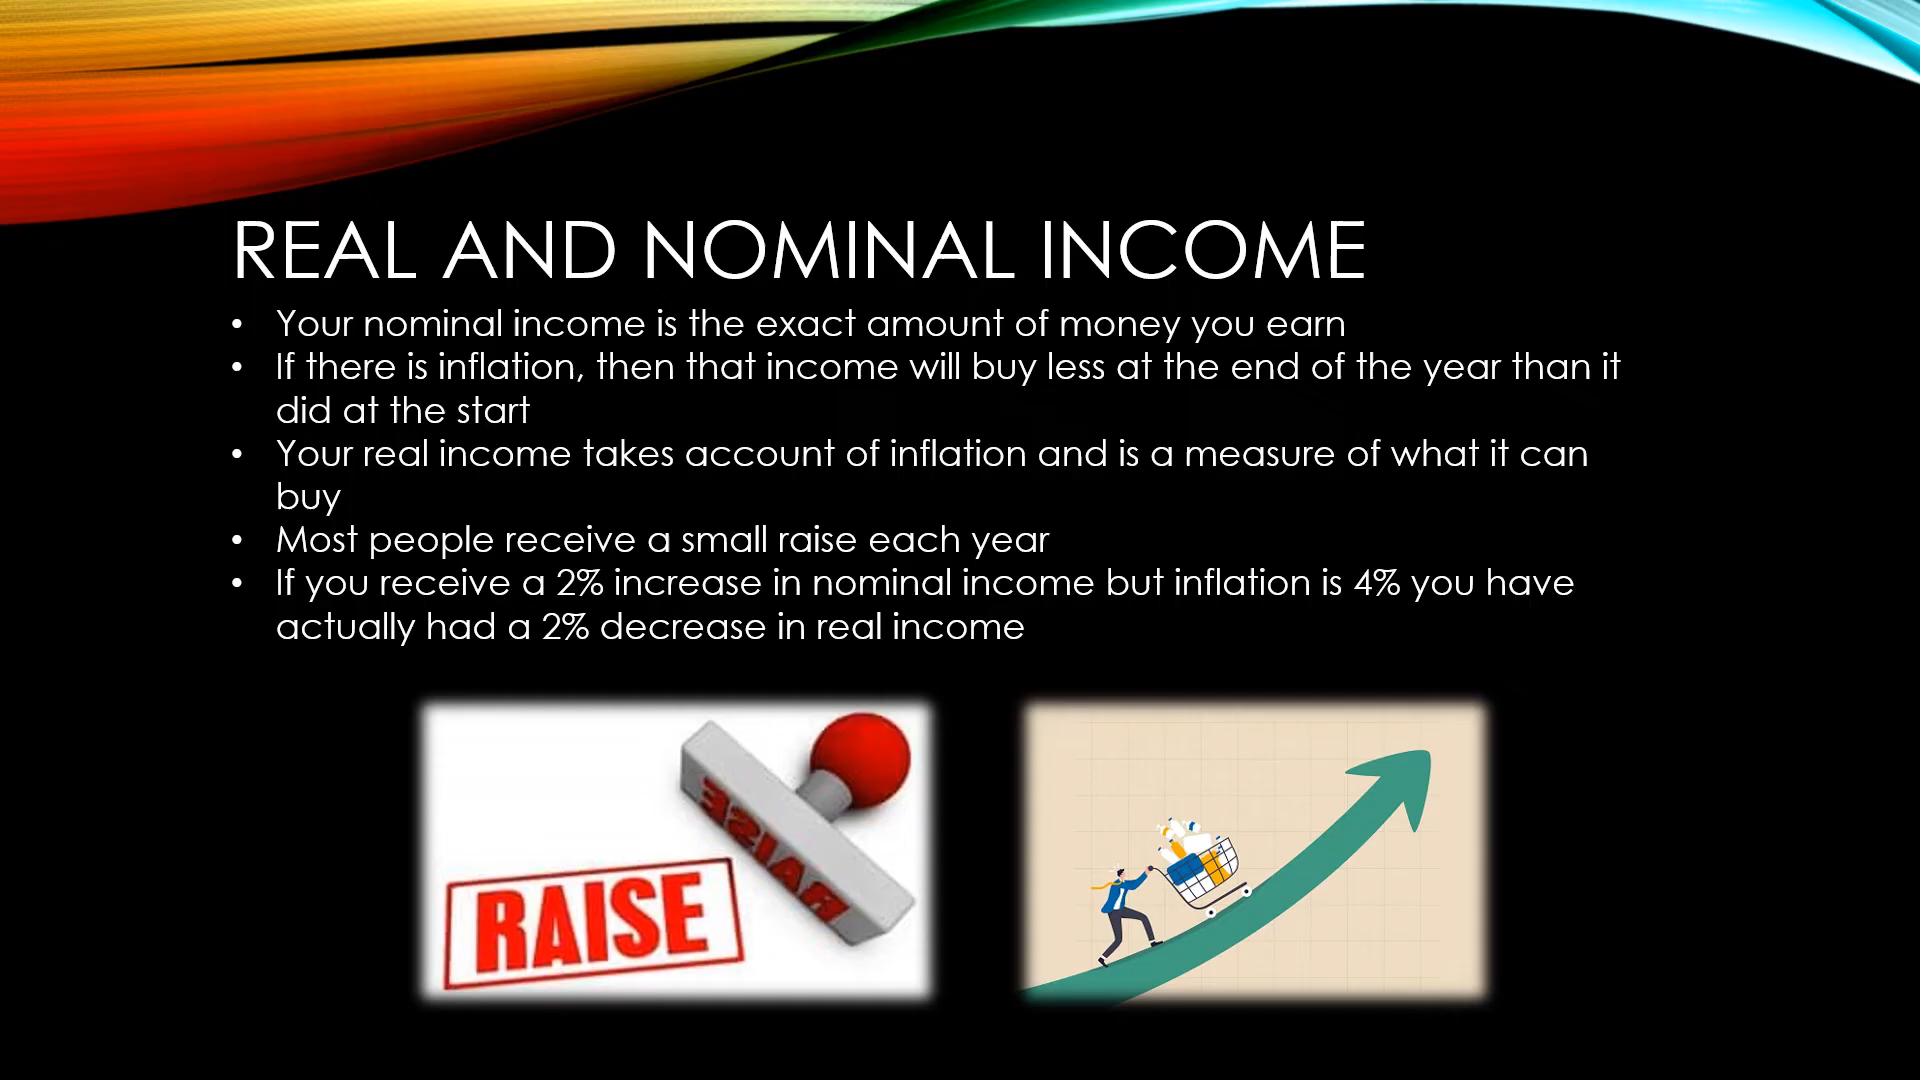 REAL AND NOMINAL INCOME
• Your nominal income is the exact amount of money you earn
• If there is inflation, then that income will buy less at the end of the year than it
did at the start
• Your real income takes account of inflation and is a measure of what it can
buy
• Most people receive a small raise each year
• If you receive a 2% increase in nominal income but inflation is 4% you have
actually had a 2% decrease in real income
RAISE
RAISE